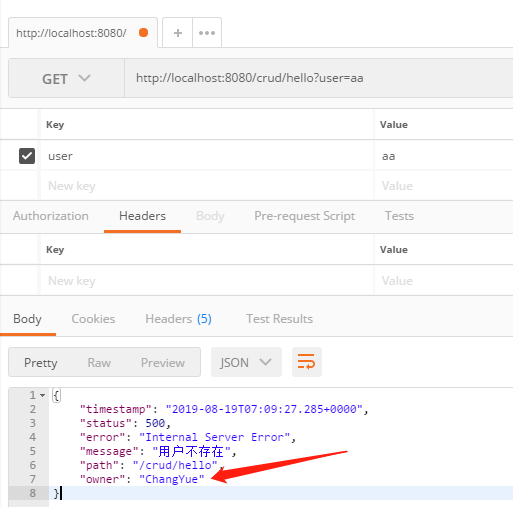 http://localhost:8080/
+
•••
GET http://localhost:8080/crud/hello?user=aa
Key Value
user aa
New key Value
Authorization Headers Body Pre-request Script Tests
Key Value
New key Value
Body Cookies Headers (5) Test Results
Pretty Raw Preview JSON
1 {
2 "timestamp": "2019-08-19T07:09:27.285+0000",
3 "status": 500,
4 "error": "Internal Server Error",
5 "message": "用户不存在",
6 "path": "/crud/hello",
7 "owner": "ChangYue"
8 }